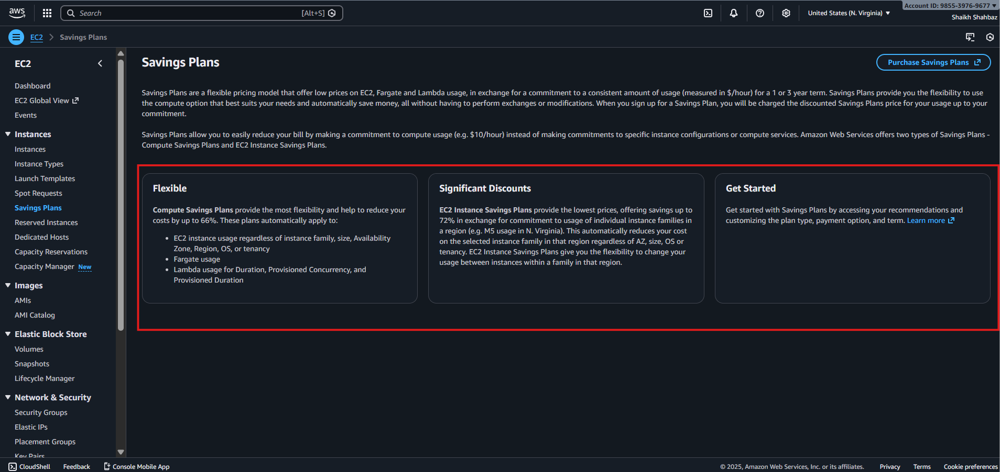 aws
Search [Alt+S]
United States (N. Virginia)
Account ID: 9855-3976-9677
Shaikh Shahbaz
EC2 > Savings Plans
EC2
Dashboard
EC2 Global View
Events
Instances
Instances
Instance Types
Launch Templates
Spot Requests
Savings Plans
Reserved Instances
Dedicated Hosts
Capacity Reservations
Capacity Manager New
Images
AMIs
AMI Catalog
Elastic Block Store
Volumes
Snapshots
Lifecycle Manager
Network & Security
Security Groups
Elastic IPs
Placement Groups
Key Pairs
Savings Plans
Purchase Savings Plans
Savings Plans are a flexible pricing model that offer low prices on EC2, Fargate and Lambda usage, in exchange for a commitment to a consistent amount of usage (measured in $/hour) for a 1 or 3 year term. Savings Plans provide you the flexibility to use
the compute option that best suits your needs and automatically save money, all without having to perform exchanges or modifications. When you sign up for a Savings Plan, you will be charged the discounted Savings Plans price for your usage up to your
commitment.
Savings Plans allow you to easily reduce your bill by making a commitment to compute usage (e.g. $10/hour) instead of making commitments to specific instance configurations or compute services. Amazon Web Services offers two types of Savings Plans -
Compute Savings Plans and EC2 Instance Savings Plans.
Flexible
Compute Savings Plans provide the most flexibility and help to reduce your
costs by up to 66%. These plans automatically apply to:
• EC2 instance usage regardless of instance family, size, Availability
Zone, Region, OS, or tenancy
• Fargate usage
• Lambda usage for Duration, Provisioned Concurrency, and
Provisioned Duration
Significant Discounts
EC2 Instance Savings Plans provide the lowest prices, offering savings up to
72% in exchange for commitment to usage of individual instance families in
a region (e.g. M5 usage in N. Virginia). This automatically reduces your cost
on the selected instance family in that region regardless of AZ, size, OS or
tenancy. EC2 Instance Savings Plans give you the flexibility to change your
usage between instances within a family in that region.
Get Started
Get started with Savings Plans by accessing your recommendations and
customizing the plan type, payment option, and term. Learn more
CloudShell Feedback Console Mobile App
© 2025, Amazon Web Services, Inc. or its affiliates. Privacy Terms Cookie preferences